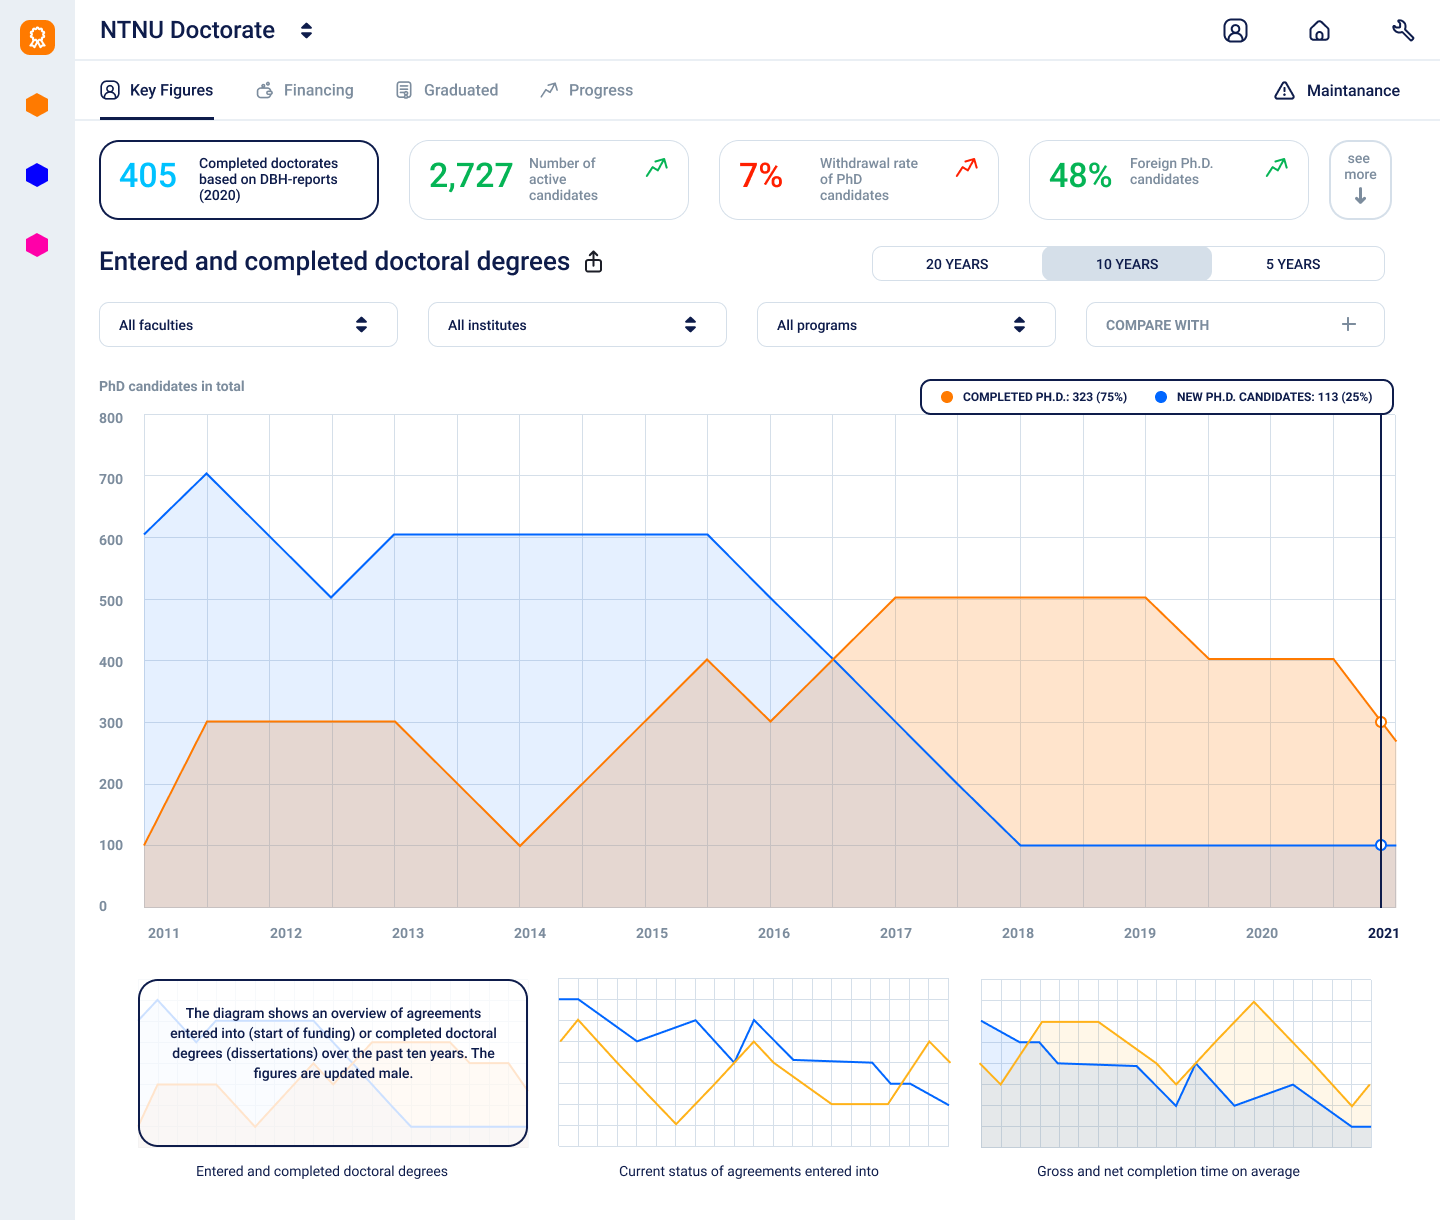 NTNU Doctorate
Key Figures
Financing
Graduated
Progress
Maintanance
405
Completed doctorates
based on DBH-reports
(2020)
2,727
Number of
active
candidates
7%
Withdrawal rate
of PhD
candidates
48%
Foreign Ph.D.
candidates
see
more
Entered and completed doctoral degrees
20 YEARS
10 YEARS
5 YEARS
All faculties
All institutes
All programs
COMPARE WITH
PhD candidates in total
COMPLETED PH.D.: 323 (75%)
NEW PH.D. CANDIDATES: 113 (25%)
800
700
600
500
400
300
200
100
0
2011
2012
2013
2014
2015
2016
2017
2018
2019
2020
2021
The diagram shows an overview of agreements
entered into (start of funding) or completed doctoral
degrees (dissertations) over the past ten years. The
figures are updated male.
Entered and completed doctoral degrees
Current status of agreements entered into
Gross and net completion time on average